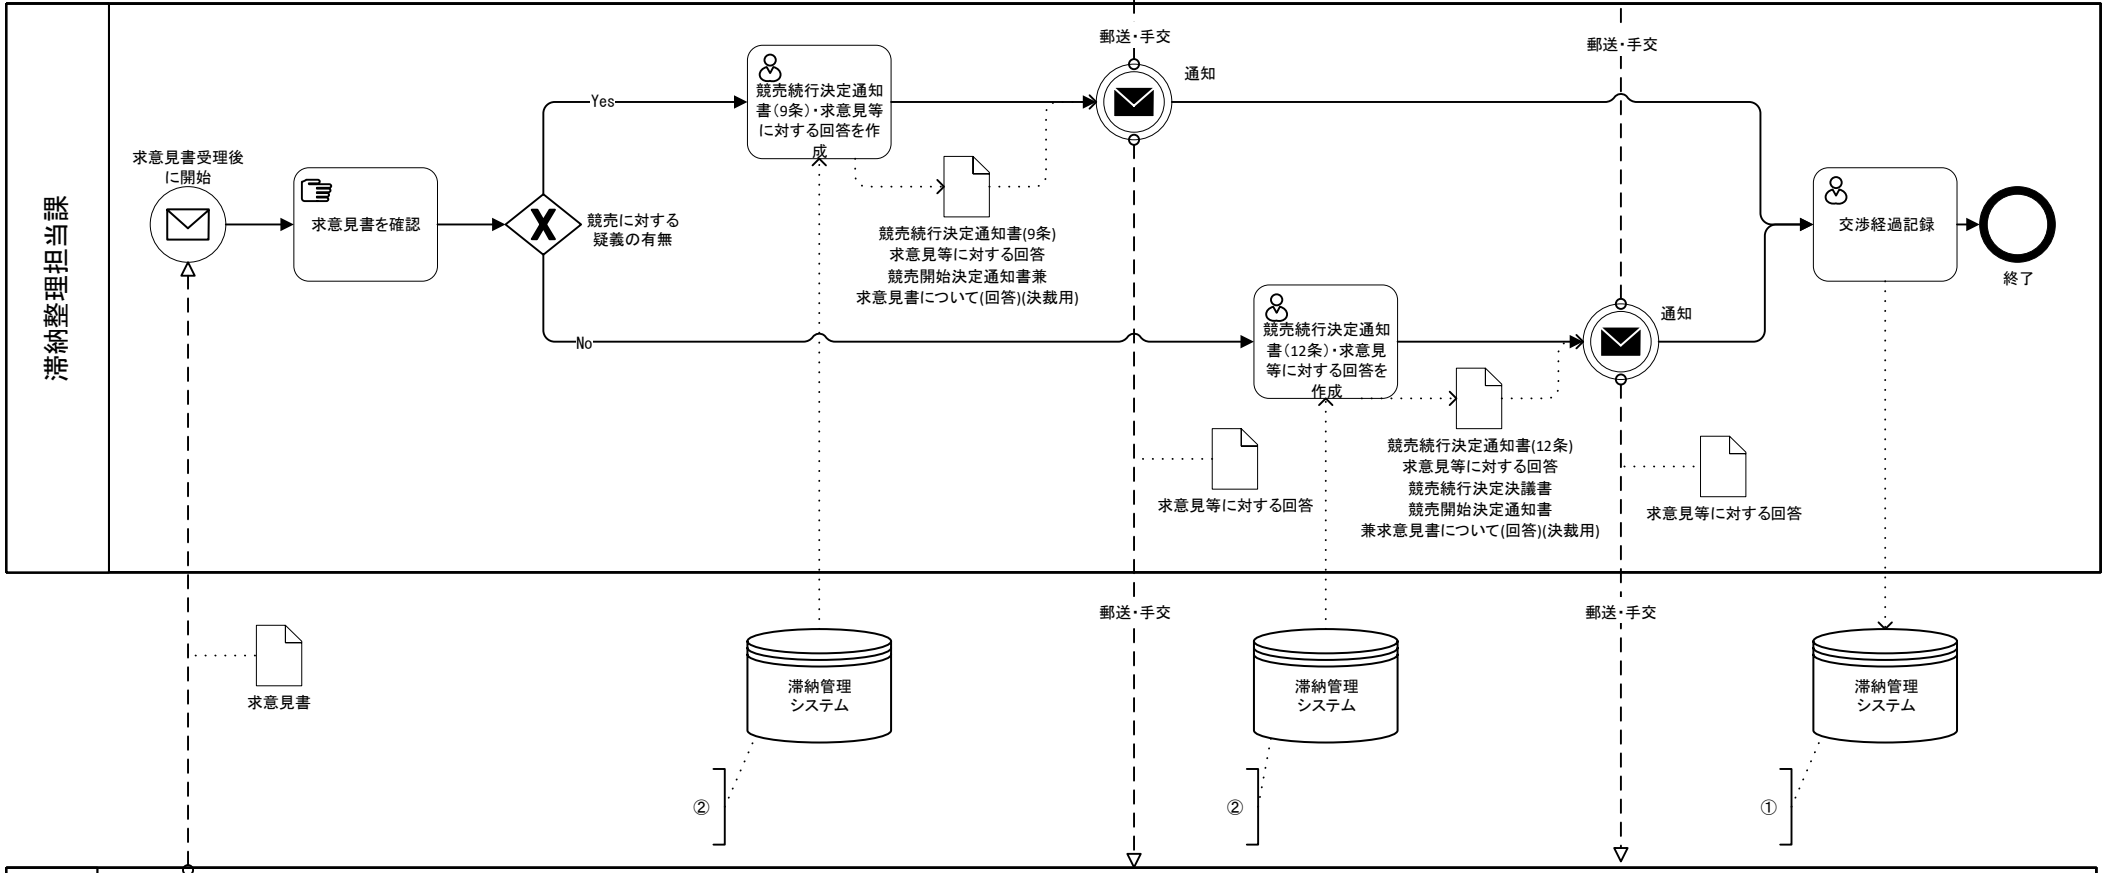 滞納整理担当課
求意見書受理後
に開始
求意見書を確認
競売に対する
疑義の有無
Yes
No
競売続行決定通知
書(9条)・求意見等
に対する回答を作
成
競売続行決定通知書(9条)
求意見等に対する回答
競売開始決定通知書兼
求意見書について(回答)(決裁用)
郵送・手交
通知
競売続行決定通知
書(12条)・求意見
等に対する回答を
作成
競売続行決定通知書(12条)
求意見等に対する回答
競売続行決定決議書
競売開始決定通知書
兼求意見書について(回答)(決裁用)
郵送・手交
通知
求意見等に対する回答
求意見等に対する回答
交渉経過記録
終了
求意見書
郵送・手交
郵送・手交
滞納管理
システム
滞納管理
システム
滞納管理
システム
②
②
①